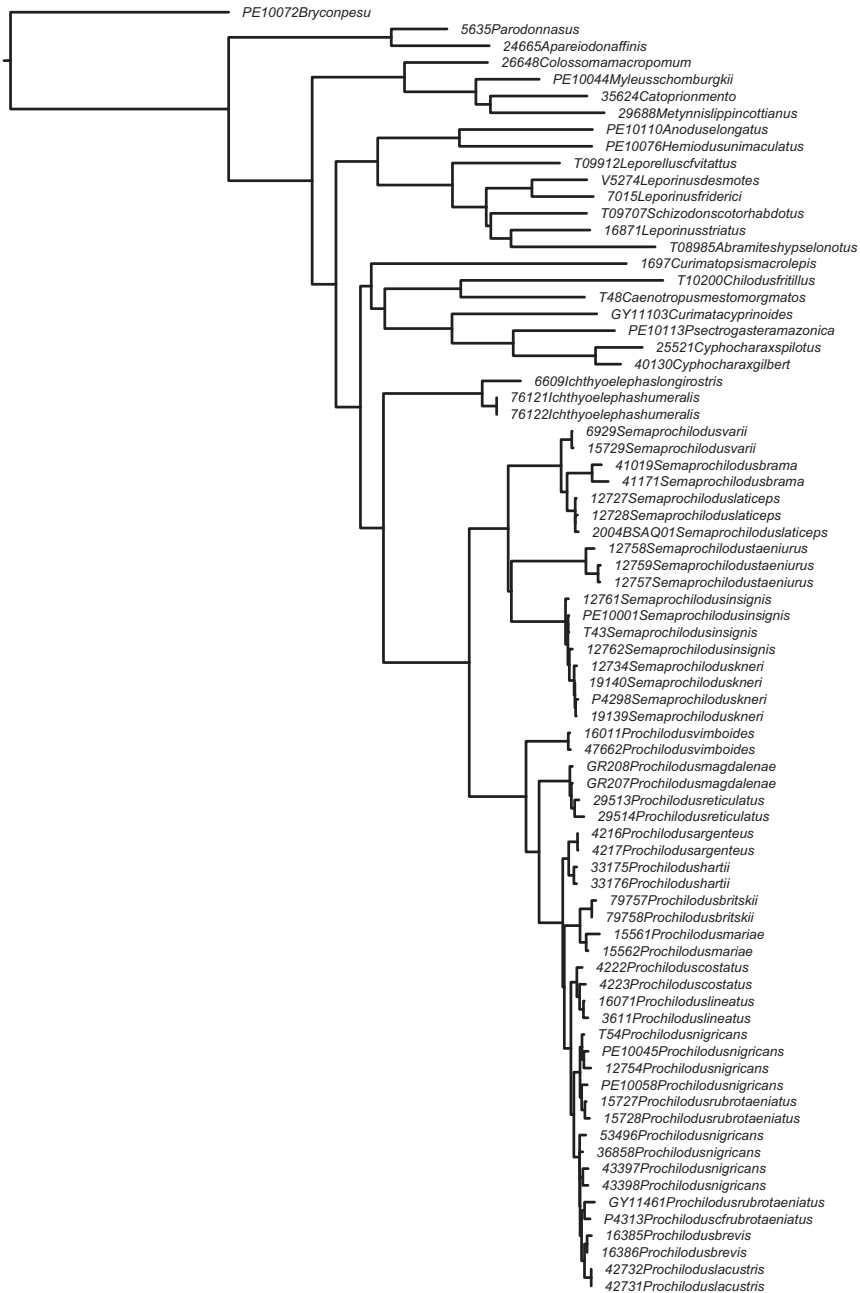 PE10072Bryconpesu
5635Parodonnasus
24665Apareiodonaffinis
26648Colossomamacropomum
PE10044Myleusschomburgkii
35624Catoprionmento
29688Metynnislippincottianus
PE10110Anoduselongatus
PE10076Hemiodusunimaculatus
T09912Leporelluscfvitattus
V5274Leporinusdesmotes
7015Leporinusfriderici
T09707Schizodonscotorhabdotus
16871Leporinusstriatus
T08985Abramiteshypselonotus
1697Curimatopsismacrolepis
T10200Chilodusfritillus
T48Caenotropusmestomorgmatos
GY11103Curimatacyprinoides
PE10113Psectrogasteramazonica
25521Cyphocharaxspilotus
40130Cyphocharaxgilbert
6609Ichthyoelephaslongirostris
76121Ichthyoelephashumeralis
76122Ichthyoelephashumeralis
6929Semaprochilodusvarii
15729Semaprochilodusvarii
41019Semaprochilodusbrama
41171Semaprochilodusbrama
12727Semaprochiloduslaticeps
12728Semaprochiloduslaticeps
2004BSAQ01Semaprochiloduslaticeps
12758Semaprochilodustaeniurus
12759Semaprochilodustaeniurus
12757Semaprochilodustaeniurus
12761Semaprochilodusinsignis
PE10001Semaprochilodusinsignis
T43Semaprochilodusinsignis
12762Semaprochilodusinsignis
12734Semaprochiloduskneri
19140Semaprochiloduskneri
P4298Semaprochiloduskneri
19139Semaprochiloduskneri
16011Prochilodusvimboides
47662Prochilodusvimboides
GR208Prochilodusmagdalenae
GR207Prochilodusmagdalenae
29513Prochilodusreticulatus
29514Prochilodusreticulatus
4216Prochilodusargenteus
4217Prochilodusargenteus
33175Prochilodushartii
33176Prochilodushartii
79757Prochilodusbritskii
79758Prochilodusbritskii
15561Prochilodusmariae
15562Prochilodusmariae
4222Prochiloduscostatus
4223Prochiloduscostatus
16071Prochiloduslineatus
3611Prochiloduslineatus
T54Prochilodusnigricans
PE10045Prochilodusnigricans
12754Prochilodusnigricans
PE10058Prochilodusnigricans
15727Prochilodusrubrotaeniatus
15728Prochilodusrubrotaeniatus
53496Prochilodusnigricans
36858Prochilodusnigricans
43397Prochilodusnigricans
43398Prochilodusnigricans
GY11461Prochilodusrubrotaeniatus
P4313Prochiloduscfrubrotaeniatus
16385Prochilodusbrevis
16386Prochilodusbrevis
42732Prochiloduslacustris
42731Prochiloduslacustris